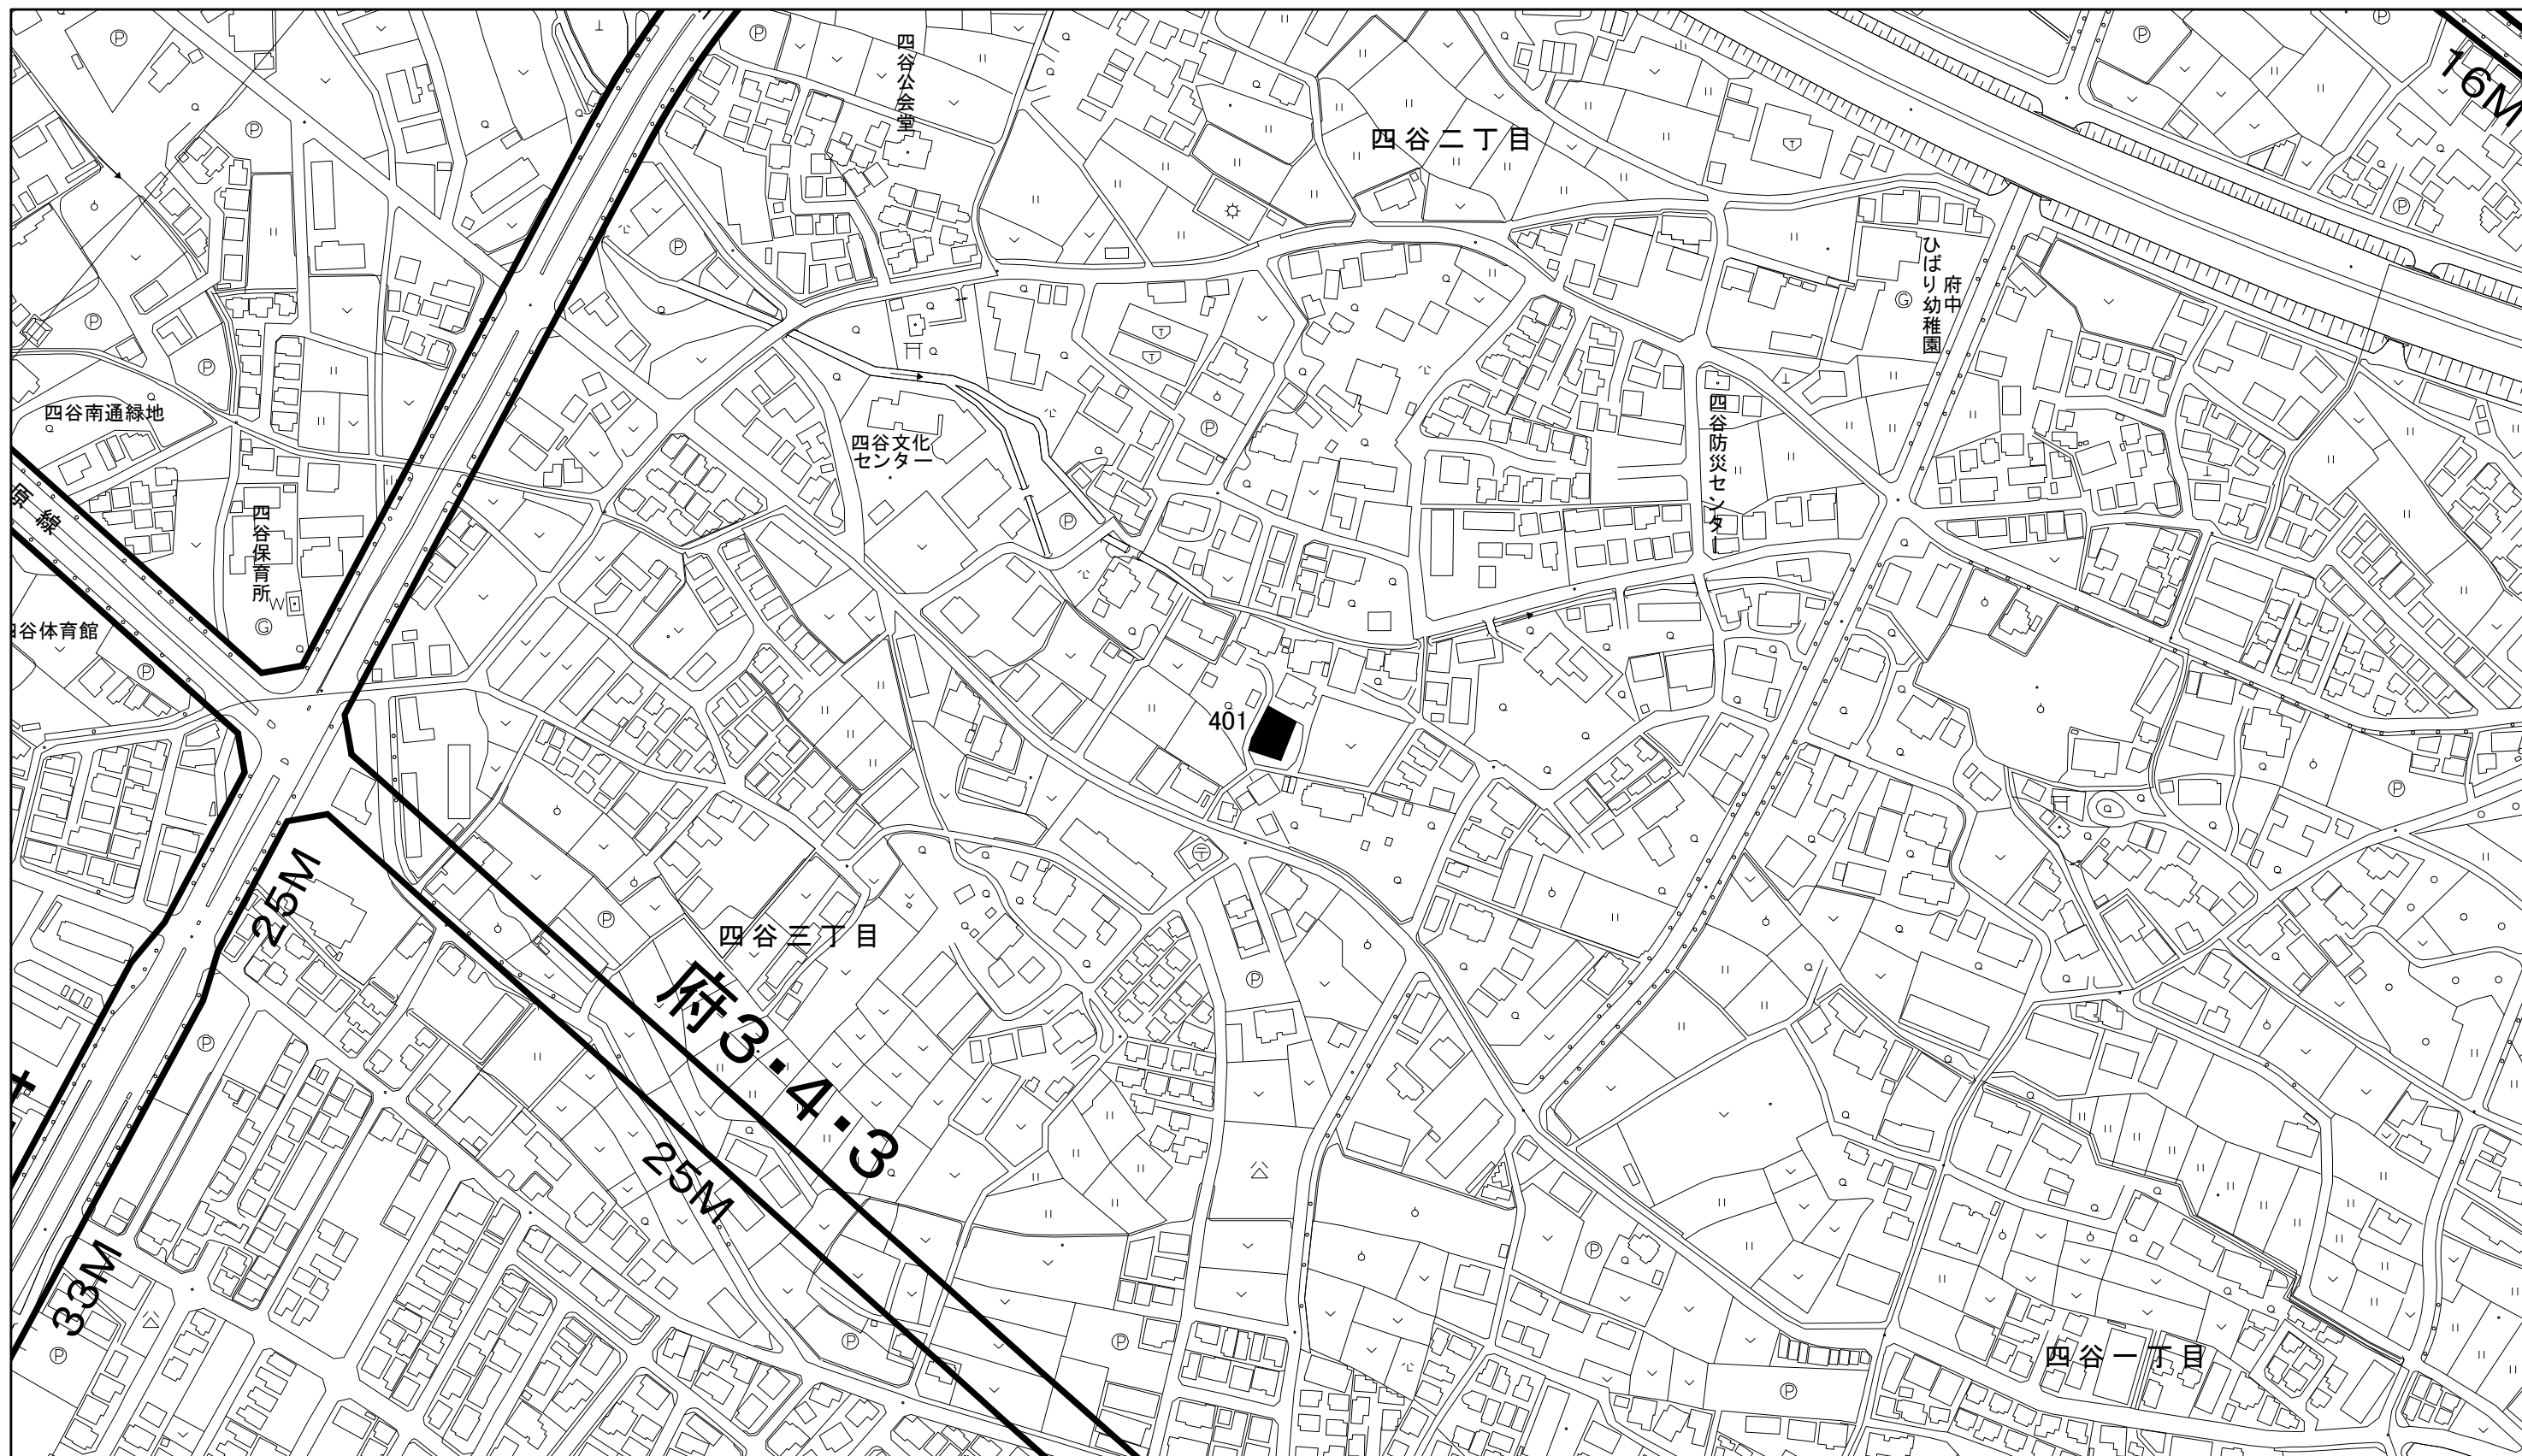 16M
四谷公会堂
四谷二丁目
府中
ひばり幼稚園
四谷南通緑地
四谷文化
センター
四谷防災センター
原線
四谷保育所
谷体育館
401
25M
四谷三丁目
府3・4・3
25M
33M
四谷一丁目